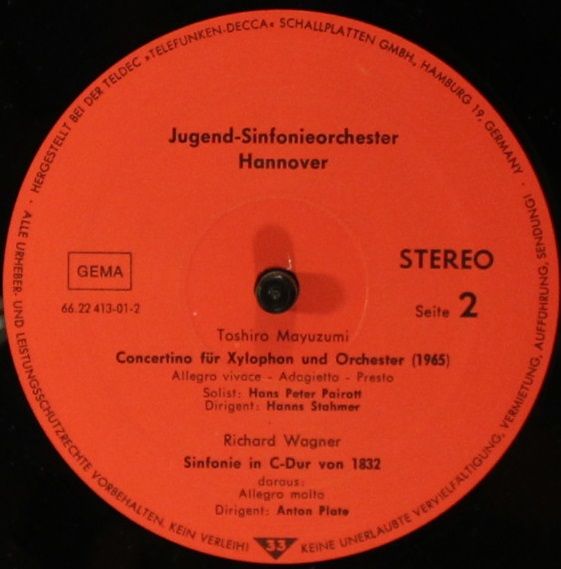 HERGESTELLT BEI DER TELDEC »TELEFUNKEN-DECCA« SCHALLPLATTEN GMBH., HAMBURG 19, GERMANY ·
Jugend-Sinfonieorchester
Hannover
GEMA
66.22 413-01-2
STEREO
Seite 2
Toshiro Mayuzumi
Concertino für Xylophon und Orchester (1965)
Allegro vivace - Adagietto - Presto
Solist: Hans Peter Pairott
Dirigent: Hanns Stahmer
Richard Wagner
Sinfonie in C-Dur von 1832
daraus:
Allegro molto
Dirigent: Anton Plate
· ALLE URHEBER- UND LEISTUNGSSCHUTZRECHTE VORBEHALTEN. KEIN VERLEIH! KEINE UNERLAUBTE VERVIELFÄLTIGUNG, VERMIETUNG, AUFFÜHRUNG, SENDUNG!
33